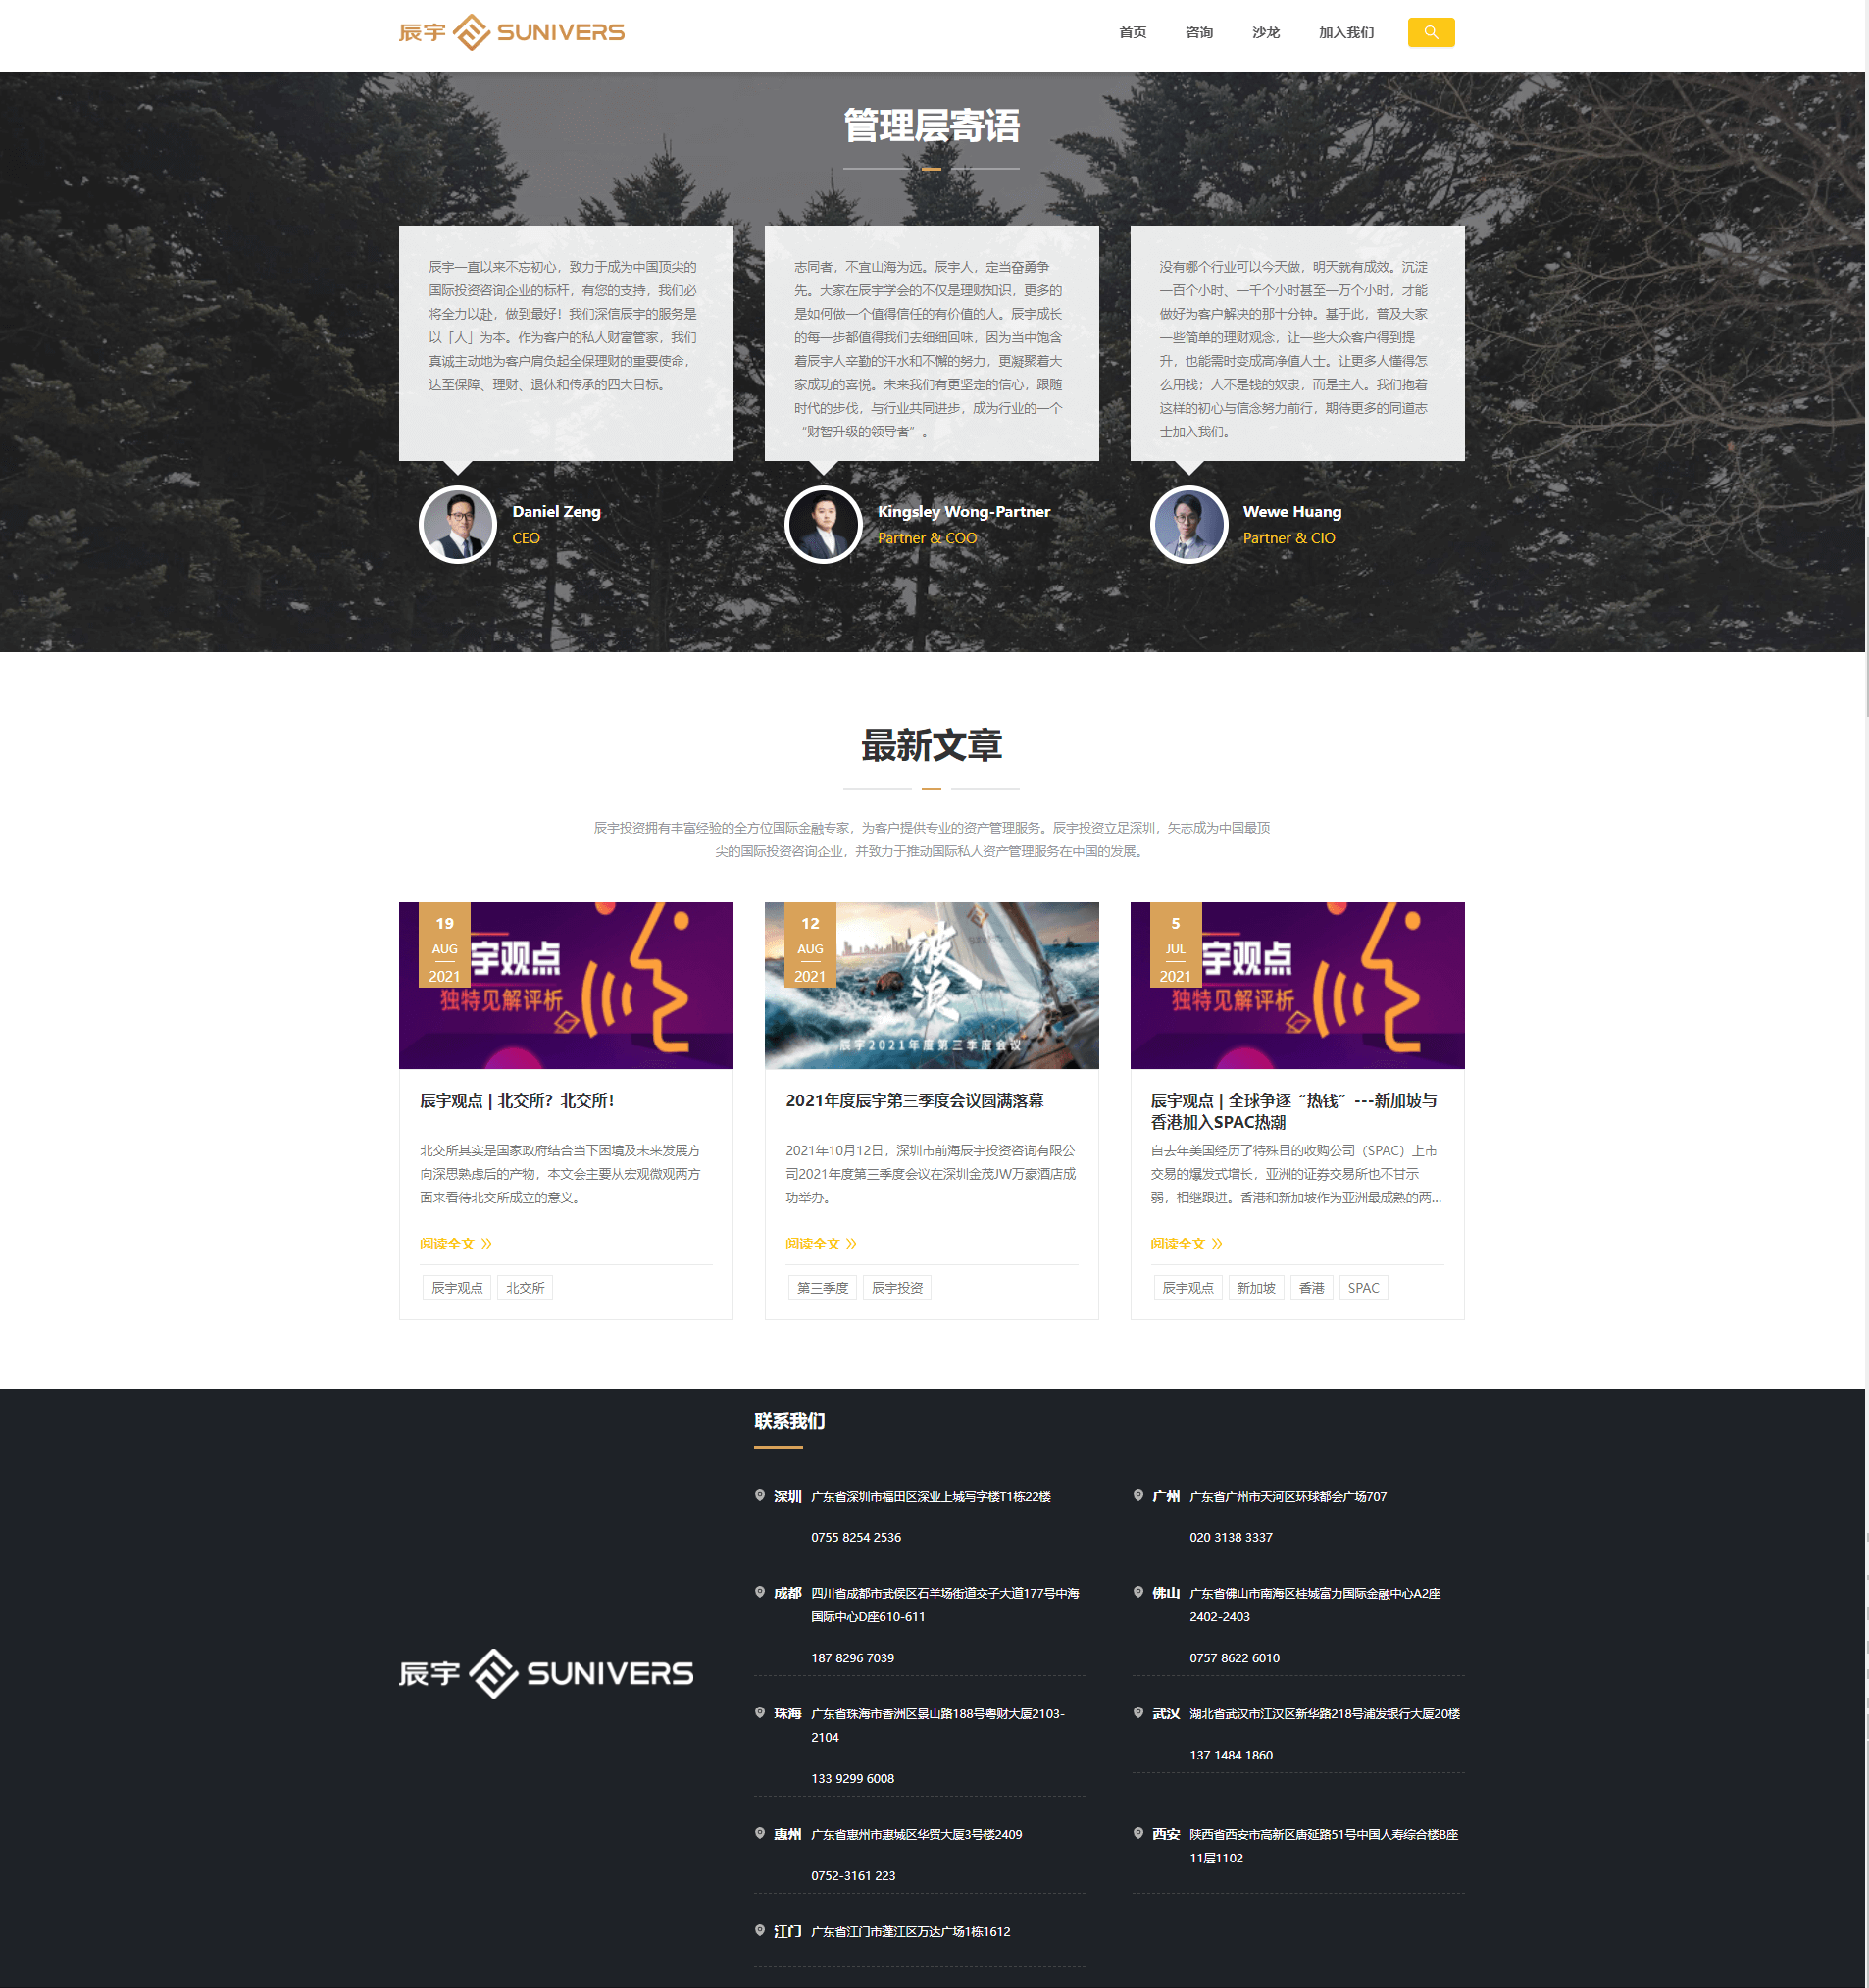 辰宇 SUNIVERS
首页 咨询 沙龙 加入我们
管理层寄语
辰宇一直以来不忘初心，致力于成为中国顶尖的
国际投资咨询企业的标杆，有您的支持，我们必
将全力以赴，做到最好！我们深信辰宇的服务是
以「人」为本。作为客户的私人财富管家，我们
真诚主动地为客户肩负起全保理财的重要使命，
达至保障、理财、退休和传承的四大目标。
Daniel Zeng
CEO
志同者，不宜山海为远。辰宇人，定当奋勇争
先。大家在辰宇学会的不仅是理财知识，更多的
是如何做一个值得信任的有价值的人。辰宇成长
的每一步都值得我们去细细回味，因为当中饱含
着辰宇人辛勤的汗水和不懈的努力，更凝聚着大
家成功的喜悦。未来我们有更坚定的信心，跟随
时代的步伐，与行业共同进步，成为行业的一个
“财智升级的领导者”。
Kingsley Wong-Partner
Partner & COO
没有哪个行业可以今天做，明天就有成效。沉淀
一百个小时、一千个小时甚至一万个小时，才能
做好为客户解决的那十分钟。基于此，普及大家
一些简单的理财观念，让一些大众客户得到提
升，也能需时变成高净值人士。让更多人懂得怎
么用钱；人不是钱的奴隶，而是主人。我们抱着
这样的初心与信念努力前行，期待更多的同道志
士加入我们。
Wewe Huang
Partner & CIO
最新文章
辰宇投资拥有丰富经验的全方位国际金融专家，为客户提供专业的资产管理服务。辰宇投资立足深圳，矢志成为中国最顶
尖的国际投资咨询企业，并致力于推动国际私人资产管理服务在中国的发展。
19
AUG
2021
宇观点
独特见解评析
辰宇观点 | 北交所？北交所！
北交所其实是国家政府结合当下困境及未来发展方
向深思熟虑后的产物，本文会主要从宏观微观两方
面来看待北交所成立的意义。
阅读全文
辰宇观点 北交所
12
AUG
2021
破浪
辰宇2021年度第三季度会议
2021年度辰宇第三季度会议圆满落幕
2021年10月12日，深圳市前海辰宇投资咨询有限公
司2021年度第三季度会议在深圳金茂JW万豪酒店成
功举办。
阅读全文
第三季度 辰宇投资
5
JUL
2021
宇观点
独特见解评析
辰宇观点 | 全球争逐“热钱”---新加坡与
香港加入SPAC热潮
自去年美国经历了特殊目的收购公司（SPAC）上市
交易的爆发式增长，亚洲的证券交易所也不甘示
弱，相继跟进。香港和新加坡作为亚洲最成熟的两...
阅读全文
辰宇观点 新加坡 香港 SPAC
辰宇 SUNIVERS
联系我们
深圳 广东省深圳市福田区深业上城写字楼T1栋22楼
0755 8254 2536
广州 广东省广州市天河区环球都会广场707
020 3138 3337
成都 四川省成都市武侯区石羊场街道交子大道177号中海
国际中心D座610-611
187 8296 7039
佛山 广东省佛山市南海区桂城富力国际金融中心A2座
2402-2403
0757 8622 6010
珠海 广东省珠海市香洲区景山路188号粤财大厦2103-
2104
133 9299 6008
武汉 湖北省武汉市江汉区新华路218号浦发银行大厦20楼
137 1484 1860
惠州 广东省惠州市惠城区华贸大厦3号楼2409
0752-3161 223
西安 陕西省西安市高新区唐延路51号中国人寿综合楼B座
11层1102
江门 广东省江门市蓬江区万达广场1栋1612